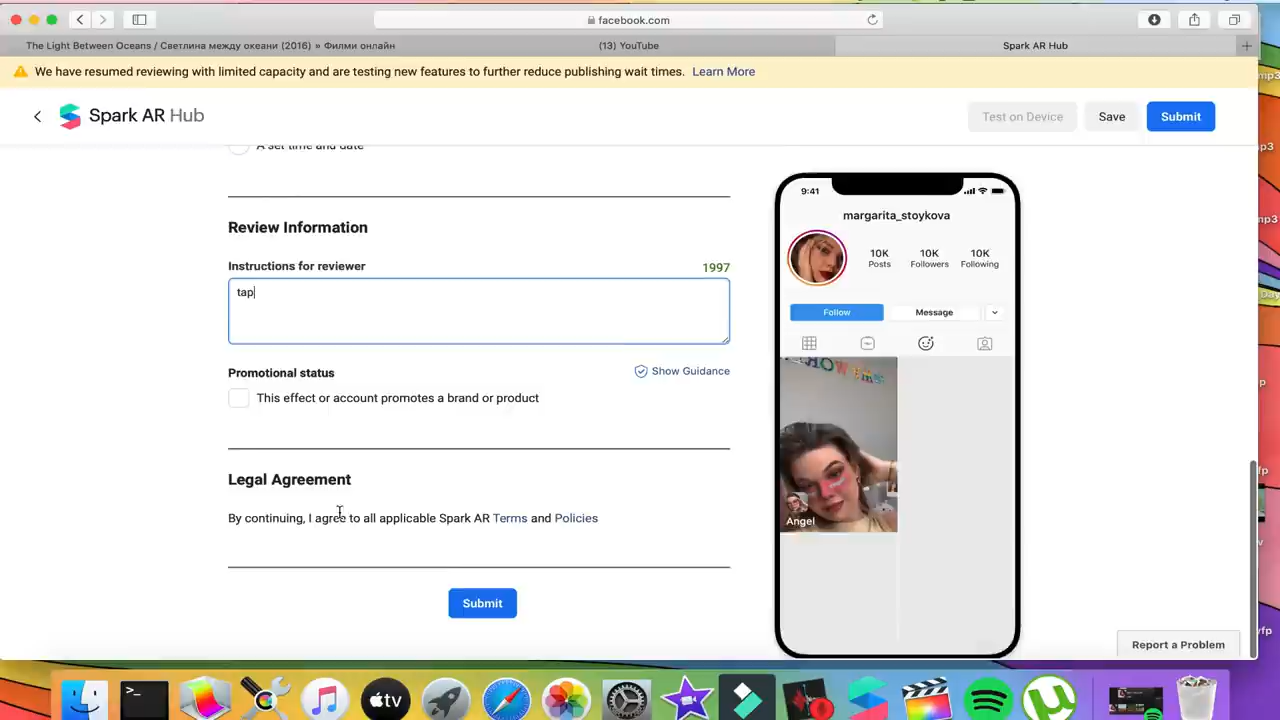 facebook.com
The Light Between Oceans / Светлина между океани (2016) » Филми онлайн
(13) YouTube
Spark AR Hub
We have resumed reviewing with limited capacity and are testing new features to further reduce publishing wait times. Learn More
Spark AR Hub
Test on Device
Save
Submit
A set time and date
Review Information
Instructions for reviewer
1997
tap
Promotional status
Show Guidance
This effect or account promotes a brand or product
Legal Agreement
By continuing, I agree to all applicable Spark AR Terms and Policies
Submit
9:41
margarita_stoykova
10K 10K 10K
Posts Followers Following
Follow Message
Angel
Report a Problem
tv
mp3